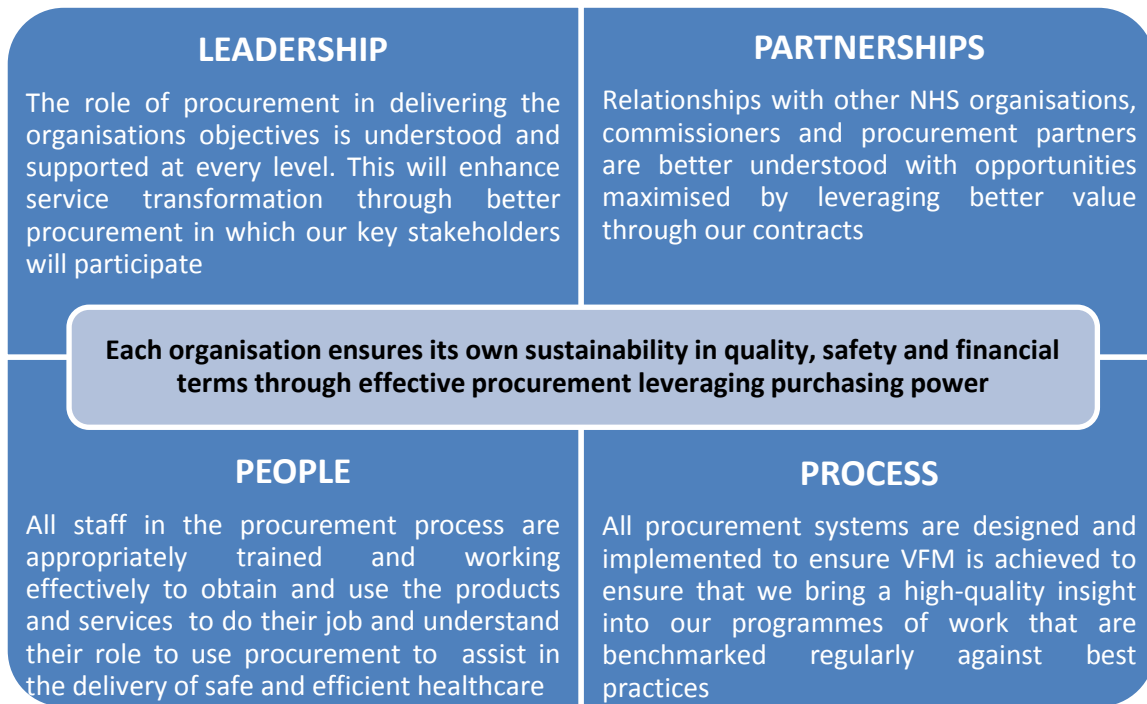 LEADERSHIP
The role of procurement in delivering the
organisations objectives is understood and
supported at every level. This will enhance
service transformation through better
procurement in which our key stakeholders
will participate
PARTNERSHIPS
Relationships with other NHS organisations,
commissioners and procurement partners
are better understood with opportunities
maximised by leveraging better value
through our contracts
Each organisation ensures its own sustainability in quality, safety and financial
terms through effective procurement leveraging purchasing power
PEOPLE
All staff in the procurement process are
appropriately trained and working
effectively to obtain and use the products
and services to do their job and understand
their role to use procurement to assist in
the delivery of safe and efficient healthcare
PROCESS
All procurement systems are designed and
implemented to ensure VFM is achieved to
ensure that we bring a high-quality insight
into our programmes of work that are
benchmarked regularly against best
practices